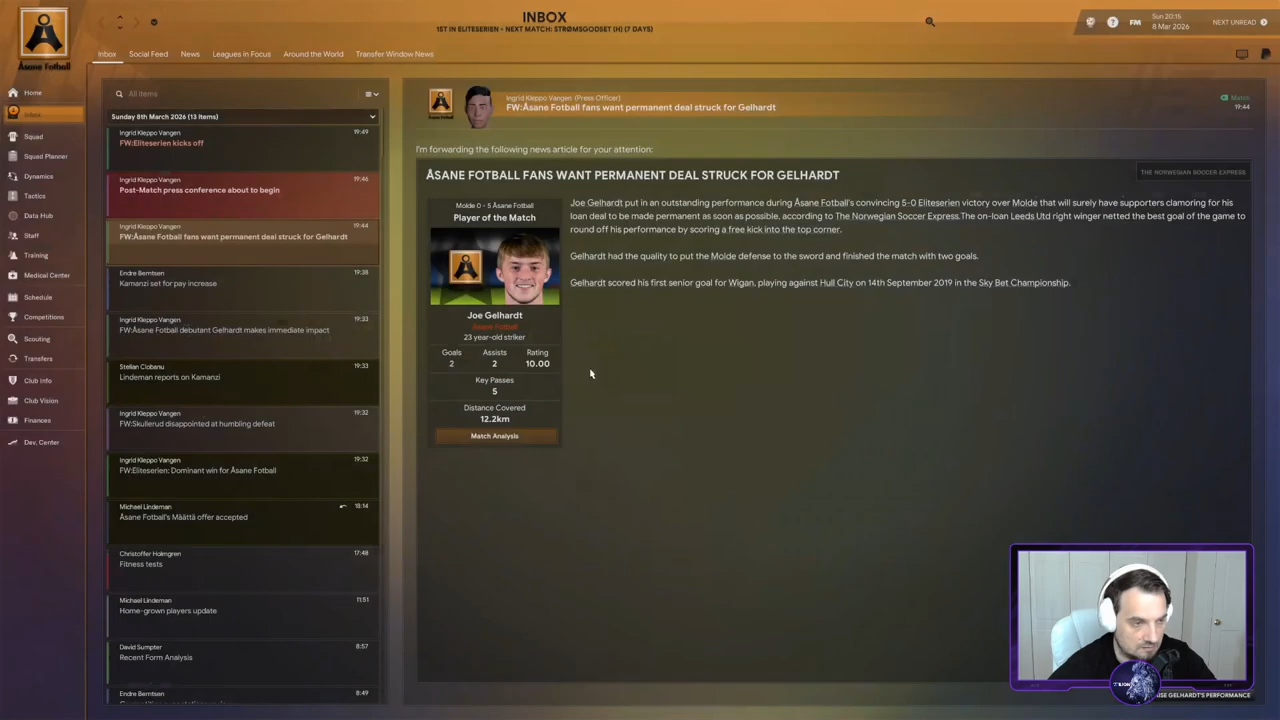 INBOX
1ST IN ELITESERIEN - NEXT MATCH: STRØMSGODSET (H) (7 DAYS)
FM
Sun 20:15
8 Mar 2026
NEXT UNREAD
Åsane Fotball
Inbox
Social Feed
News
Leagues in Focus
Around the World
Transfer Window News
Home
Inbox
Squad
Squad Planner
Dynamics
Tactics
Data Hub
Staff
Training
Medical Center
Schedule
Competitions
Scouting
Transfers
Club Info
Club Vision
Finances
Dev. Center
All Items
Sunday 8th March 2026 (13 items)
Ingrid Kleppo Vangen 19:49
FW:Eliteserien kicks off
Ingrid Kleppo Vangen 19:46
Post-Match press conference about to begin
Ingrid Kleppo Vangen 19:44
FW:Åsane Fotball fans want permanent deal struck for Gelhardt
Endre Berntsen 19:38
Kamanzi set for pay increase
Ingrid Kleppo Vangen 19:33
FW:Åsane Fotball debutant Gelhardt makes immediate impact
Stelian Ciobanu 19:33
Lindeman reports on Kamanzi
Ingrid Kleppo Vangen 19:32
FW:Skullerud disappointed at humbling defeat
Ingrid Kleppo Vangen 19:32
FW:Eliteserien: Dominant win for Åsane Fotball
Michael Lindeman 18:14
Åsane Fotball's Määttä offer accepted
Christoffer Holmgren 17:48
Fitness tests
Michael Lindeman 11:51
Home-grown players update
David Sumpter 8:57
Recent Form Analysis
Endre Berntsen 8:49
Ingrid Kleppo Vangen (Press Officer)
FW:Åsane Fotball fans want permanent deal struck for Gelhardt
Match
19:44
I'm forwarding the following news article for your attention:
ÅSANE FOTBALL FANS WANT PERMANENT DEAL STRUCK FOR GELHARDT
THE NORWEGIAN SOCCER EXPRESS
Molde 0 - 5 Åsane Fotball
Player of the Match
Joe Gelhardt
Åsane Fotball
23 year-old striker
Goals Assists Rating
2 2 10.00
Key Passes
5
Distance Covered
12.2km
Match Analysis
Joe Gelhardt put in an outstanding performance during Åsane Fotball's convincing 5-0 Eliteserien victory over Molde that will surely have supporters clamoring for his
loan deal to be made permanent as soon as possible, according to The Norwegian Soccer Express.The on-loan Leeds Utd right winger netted the best goal of the game to
round off his performance by scoring a free kick into the top corner.
Gelhardt had the quality to put the Molde defense to the sword and finished the match with two goals.
Gelhardt scored his first senior goal for Wigan, playing against Hull City on 14th September 2019 in the Sky Bet Championship.
GELHARDT'S PERFORMANCE